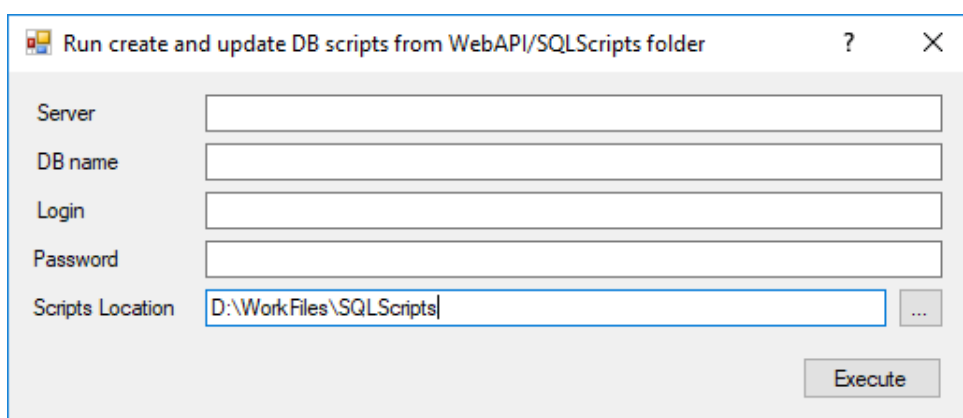 Run create and update DB scripts from WebAPI/SQLScripts folder ?
Server
DB name
Login
Password
Scripts Location D:\WorkFiles\SQLScripts ...
Execute